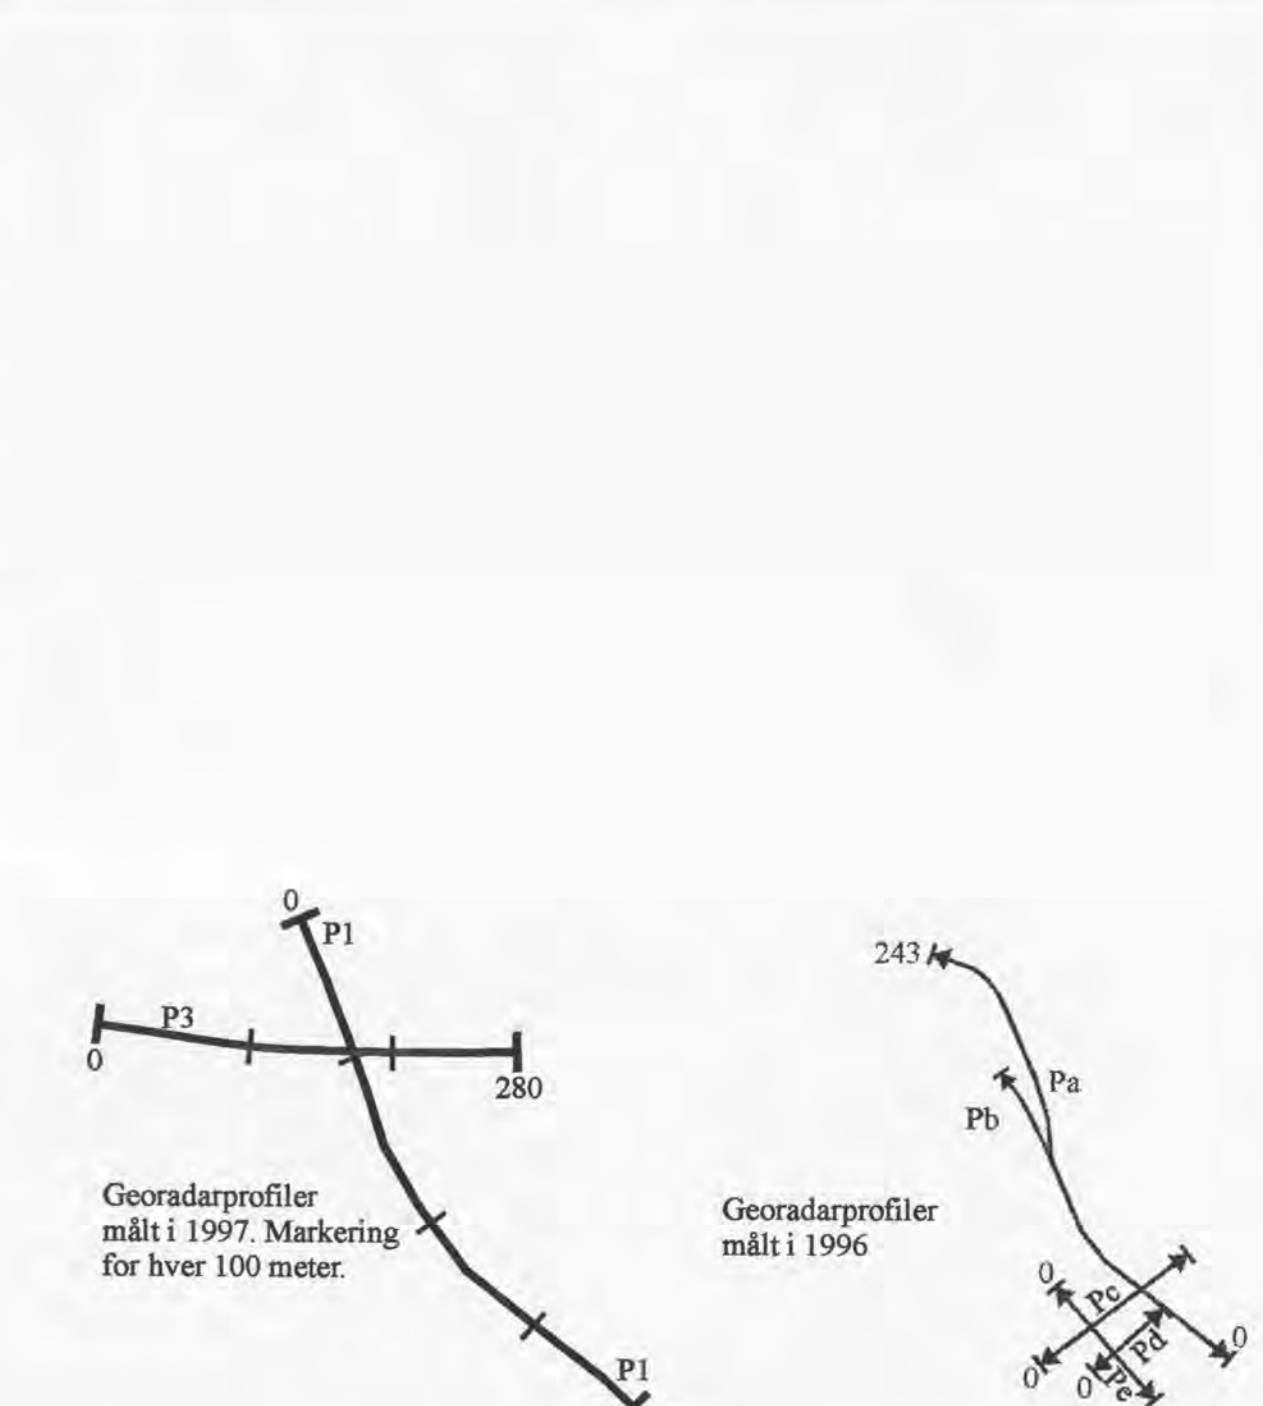 0
P1
P3
0
280
Georadarprofiler
målt i 1997. Markering
for hver 100 meter.
P1
243
Pa
Pb
Georadarprofiler
målt i 1996
0
Pc
0
Pd
0
0
Pe